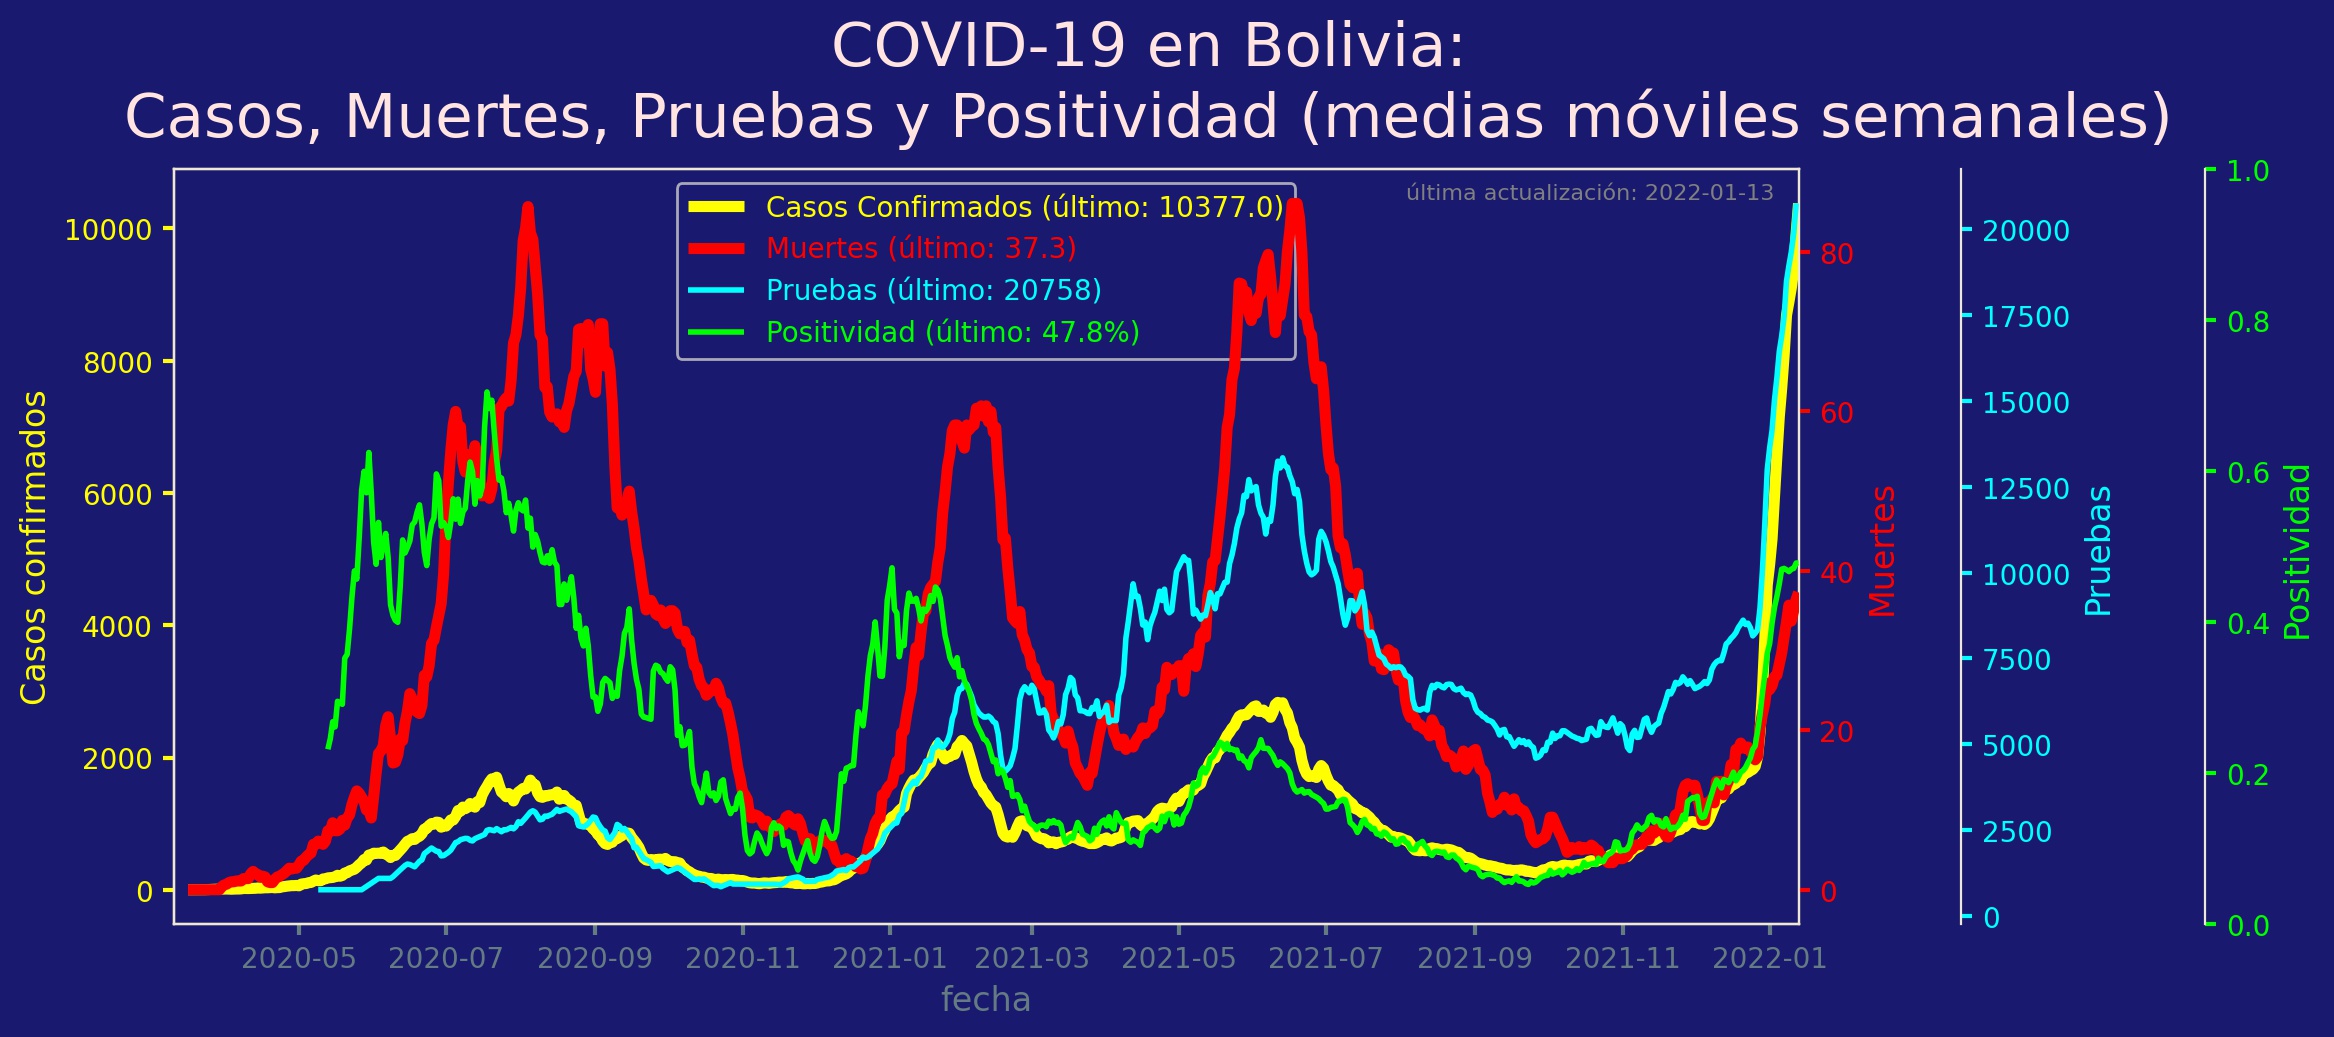 COVID-19 en Bolivia:
Casos, Muertes, Pruebas y Positividad (medias móviles semanales)
última actualización: 2022-01-13
Casos Confirmados (último: 10377.0)
Muertes (último: 37.3)
Pruebas (último: 20758)
Positividad (último: 47.8%)
Casos confirmados
10000
8000
6000
4000
2000
0
2020-05 2020-07 2020-09 2020-11 2021-01 2021-03 2021-05 2021-07 2021-09 2021-11 2022-01
fecha
80
60
40
20
0
Muertes
20000
17500
15000
12500
10000
7500
5000
2500
0
Pruebas
1.0
0.8
0.6
0.4
0.2
0.0
Positividad